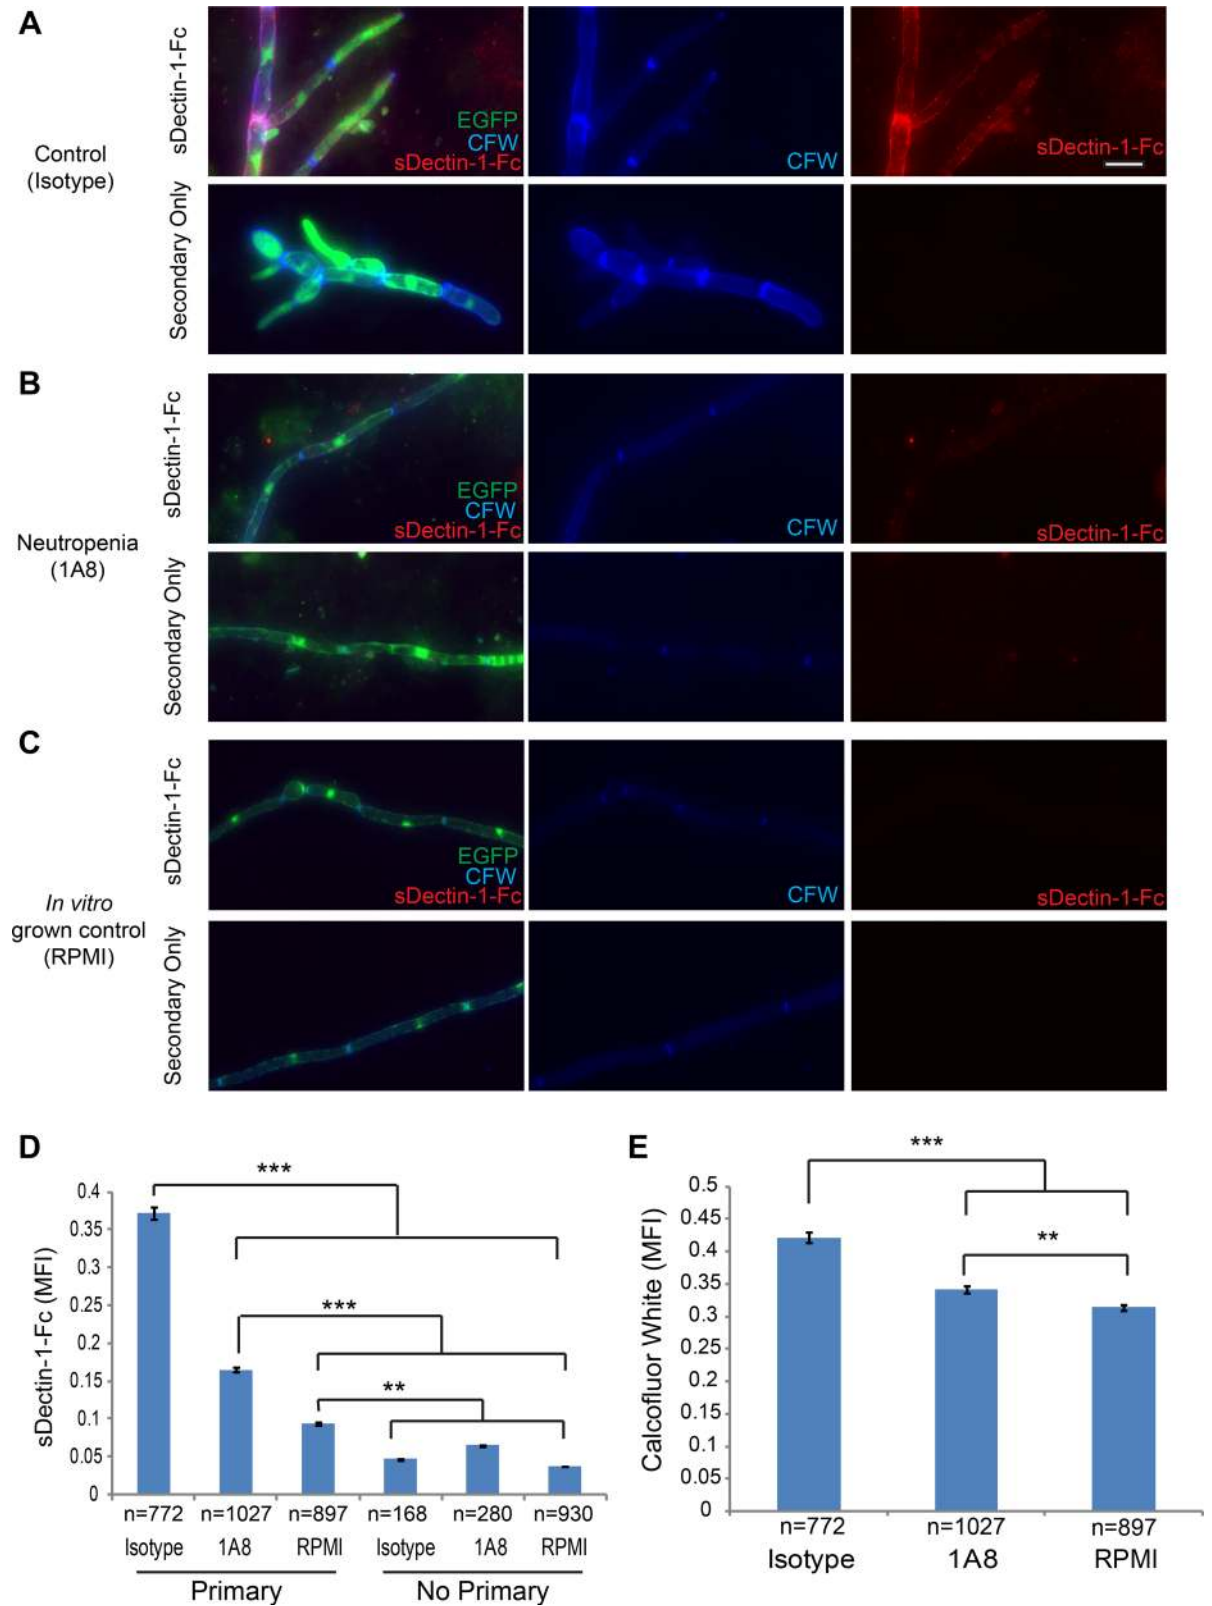 A
Control
(Isotype)
sDectin-1-Fc
EGFP
CFW
sDectin-1-Fc
CFW
sDectin-1-Fc
Secondary Only
B
Neutropenia
(1A8)
sDectin-1-Fc
EGFP
CFW
sDectin-1-Fc
CFW
sDectin-1-Fc
Secondary Only
C
In vitro
grown control
(RPMI)
sDectin-1-Fc
EGFP
CFW
sDectin-1-Fc
CFW
sDectin-1-Fc
Secondary Only
D
sDectin-1-Fc (MFI)
0.4
0.35
0.3
0.25
0.2
0.15
0.1
0.05
0
***
***
**
n=772 n=1027 n=897 n=168 n=280 n=930
Isotype 1A8 RPMI Isotype 1A8 RPMI
Primary No Primary
E
Calcofluor White (MFI)
0.5
0.45
0.4
0.35
0.3
0.25
0.2
0.15
0.1
0.05
0
***
**
n=772 n=1027 n=897
Isotype 1A8 RPMI